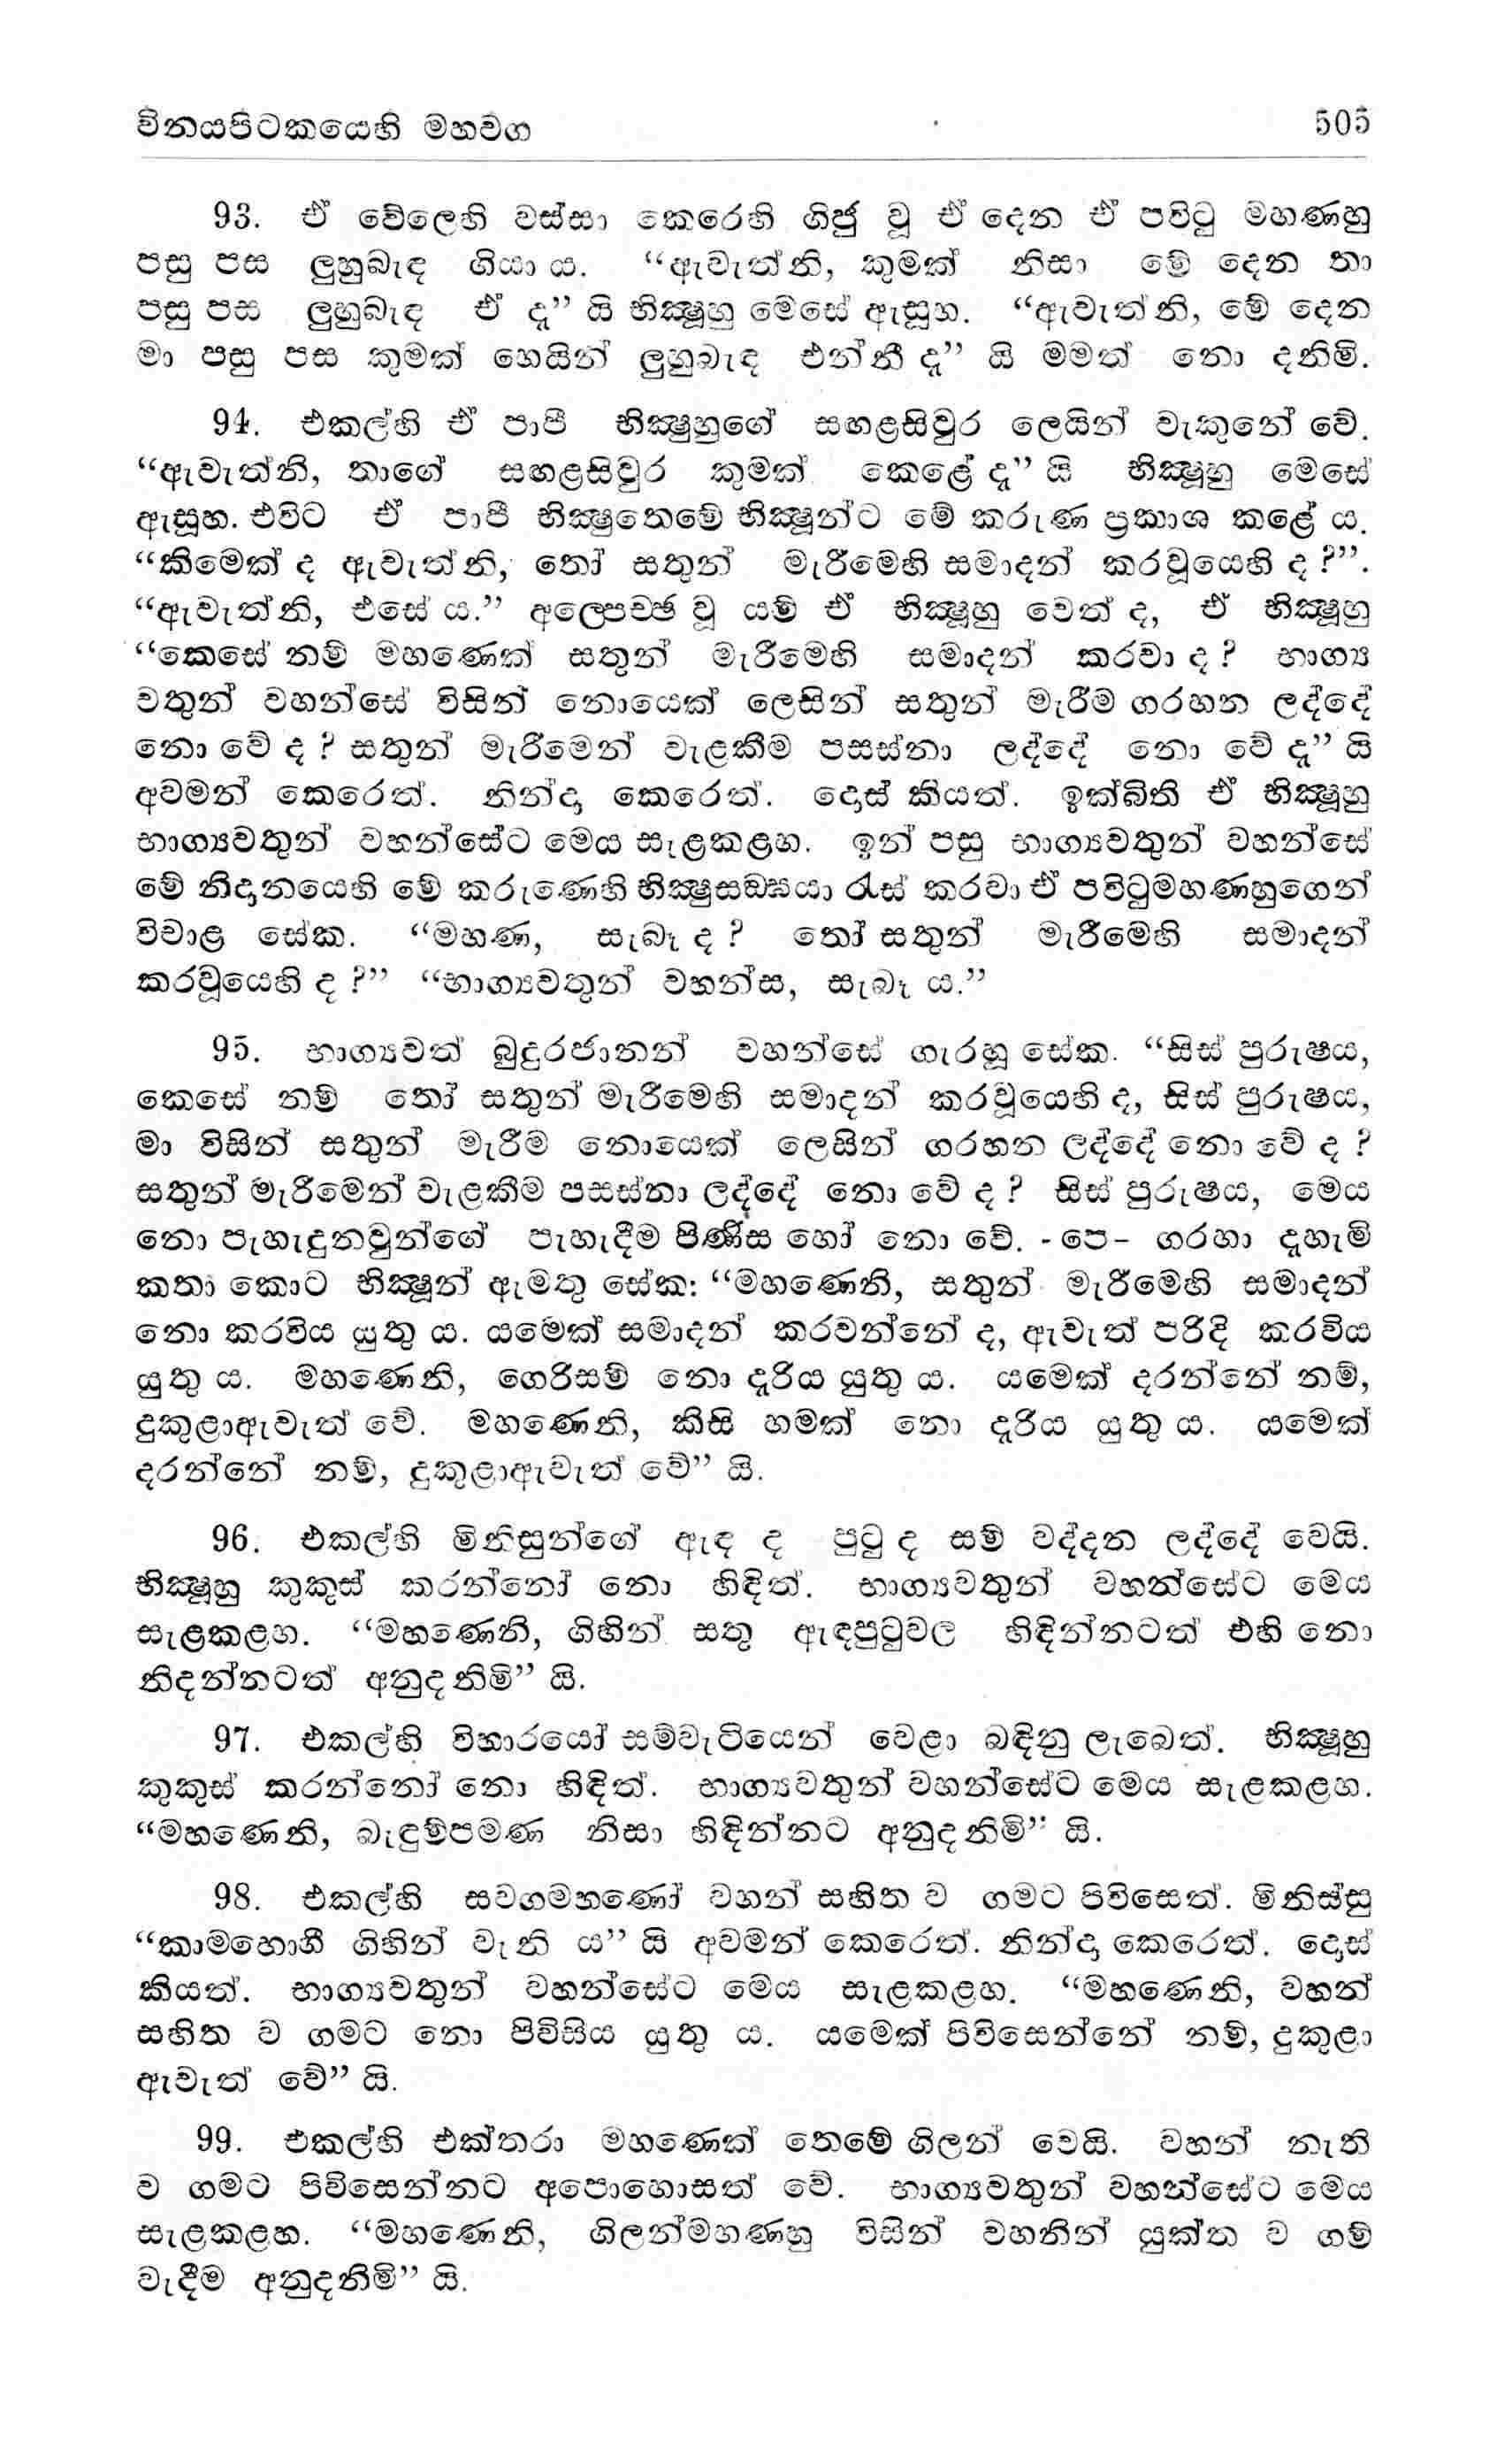 විනයපිටකයෙහි මහවග 505
93. ඒ වේලෙහි වස්සා කෙරෙහි ගිජු වූ ඒ දෙන ඒ පවිටු මහණහු
පසු පස ලුහුබැඳ ගියා ය. “ඇවැත්නි, කුමක් නිසා මේ දෙන තා
පසු පස ලුහුබැඳ ඒ දැ” යි භික්‍ෂූහු මෙසේ ඇසූහ. “ඇවැත්නි, මේ දෙන
මා පසු පස කුමක් හෙයින් ලුහුබැඳ එන්නී දැ” යි මමත් නො දනිමි.
94. එකල්හි ඒ පාපී භික්‍ෂුහුගේ සඟළසිවුර ලෙයින් වැකුනේ වේ.
“ඇවැත්නි, තාගේ සඟළසිවුර කුමක් කෙළේ දැ” යි භික්‍ෂූහු මෙසේ
ඇසූහ. එවිට ඒ පාපී භික්‍ෂුතෙමේ භික්‍ෂූන්ට මේ කරුණ ප්‍රකාශ කළේ ය.
“කිමෙක් ද ඇවැත්නි, තෝ සතුන් මැරීමෙහි සමාදන් කරවූයෙහි ද ?”.
“ඇවැත්නි, එසේ ය.” අල්පෙච්ඡ වූ යම් ඒ භික්‍ෂූහු වෙත් ද, ඒ භික්‍ෂූහු
“කෙසේ නම් මහණෙක් සතුන් මැරීමෙහි සමාදන් කරවා ද ? භාග්‍ය
වතුන් වහන්සේ විසින් නොයෙක් ලෙසින් සතුන් මැරීම ගරහන ලද්දේ
නො වේ ද ? සතුන් මැරීමෙන් වැළකීම පසස්නා ලද්දේ නො වේ දැ” යි
අවමන් කෙරෙත්. නින්දා කෙරෙත්. දොස් කියත්. ඉක්බිති ඒ භික්‍ෂූහු
භාග්‍යවතුන් වහන්සේට මෙය සැළකළහ. ඉන් පසු භාග්‍යවතුන් වහන්සේ
මේ නිදානයෙහි මේ කරුණෙහි භික්‍ෂුසඞ්ඝයා රැස් කරවා ඒ පවිටුමහණහුගෙන්
විචාළ සේක. “මහණ, සැබෑ ද ? තෝ සතුන් මැරීමෙහි සමාදන්
කරවූයෙහි ද ?” “භාග්‍යවතුන් වහන්ස, සැබෑ ය.”
95. භාග්‍යවත් බුදුරජානන් වහන්සේ ගැරහූ සේක. “සිස් පුරුෂය,
කෙසේ නම් තෝ සතුන් මැරීමෙහි සමාදන් කරවූයෙහි ද, සිස් පුරුෂය,
මා විසින් සතුන් මැරීම නොයෙක් ලෙසින් ගරහන ලද්දේ නො වේ ද ?
සතුන් මැරීමෙන් වැළකීම පසස්නා ලද්දේ නො වේ ද ? සිස් පුරුෂය, මෙය
නො පැහැදුනවුන්ගේ පැහැදීම පිණිස හෝ නො වේ. -පෙ- ගරහා දැහැමි
කතා කොට භික්‍ෂූන් ඇමතූ සේක: “මහණෙනි, සතුන් මැරීමෙහි සමාදන්
නො කරවිය යුතු ය. යමෙක් සමාදන් කරවන්නේ ද, ඇවැත් පරිදි කරවිය
යුතු ය. මහණෙනි, ගෙරිසම් නො දැරිය යුතු ය. යමෙක් දරන්නේ නම්,
දුකුළාඇවැත් වේ. මහණෙනි, කිසි හමක් නො දැරිය යුතු ය. යමෙක්
දරන්නේ නම්, දුකුළාඇවැත් වේ” යි.
96. එකල්හි මිනිසුන්ගේ ඇඳ ද පුටු ද සම් වද්දන ලද්දේ වෙයි.
භික්‍ෂූහු කුකුස් කරන්නෝ නො හිඳිත්. භාග්‍යවතුන් වහන්සේට මෙය
සැළකළහ. “මහණෙනි, ගිහින් සතු ඇඳපුටුවල හිඳින්නටත් එහි නො
නිදන්නටත් අනුදනිමි” යි.
97. එකල්හි විහාරයෝ සම්වැටියෙන් වෙළා බඳිනු ලැබෙත්. භික්‍ෂූහු
කුකුස් කරන්නෝ නො හිඳිත්. භාග්‍යවතුන් වහන්සේට මෙය සැළකළහ.
“මහණෙනි, බැඳුම්පමණ නිසා හිඳින්නට අනුදනිමි” යි.
98. එකල්හි සවගමහණෝ වහන් සහිත ව ගමට පිවිසෙත්. මිනිස්සු
“කාමභොගී ගිහින් වැනි ය” යි අවමන් කෙරෙත්. නින්දා කෙරෙත්. දොස්
කියත්. භාග්‍යවතුන් වහන්සේට මෙය සැළකළහ. “මහණෙනි, වහන්
සහිත ව ගමට නො පිවිසිය යුතු ය. යමෙක් පිවිසෙන්නේ නම්, දුකුළා
ඇවැත් වේ” යි.
99. එකල්හි එක්තරා මහණෙක් තෙමේ ගිලන් වෙයි. වහන් නැති
ව ගමට පිවිසෙන්නට අපොහොසත් වේ. භාග්‍යවතුන් වහන්සේට මෙය
සැළකළහ. “මහණෙනි, ගිලන්මහණහු විසින් වහනින් යුක්ත ව ගම්
වැදීම අනුදනිමි” යි.